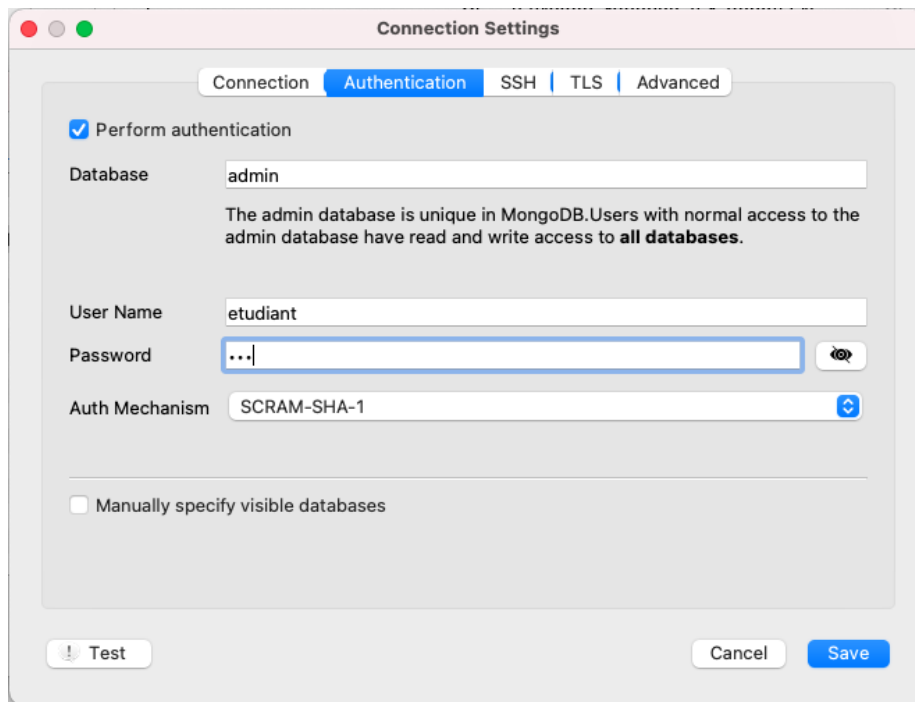 Connection Settings
Connection Authentication SSH TLS Advanced
Perform authentication
Database admin
The admin database is unique in MongoDB.Users with normal access to the
admin database have read and write access to all databases.
User Name etudiant
Password •••
Auth Mechanism SCRAM-SHA-1
Manually specify visible databases
! Test Cancel Save